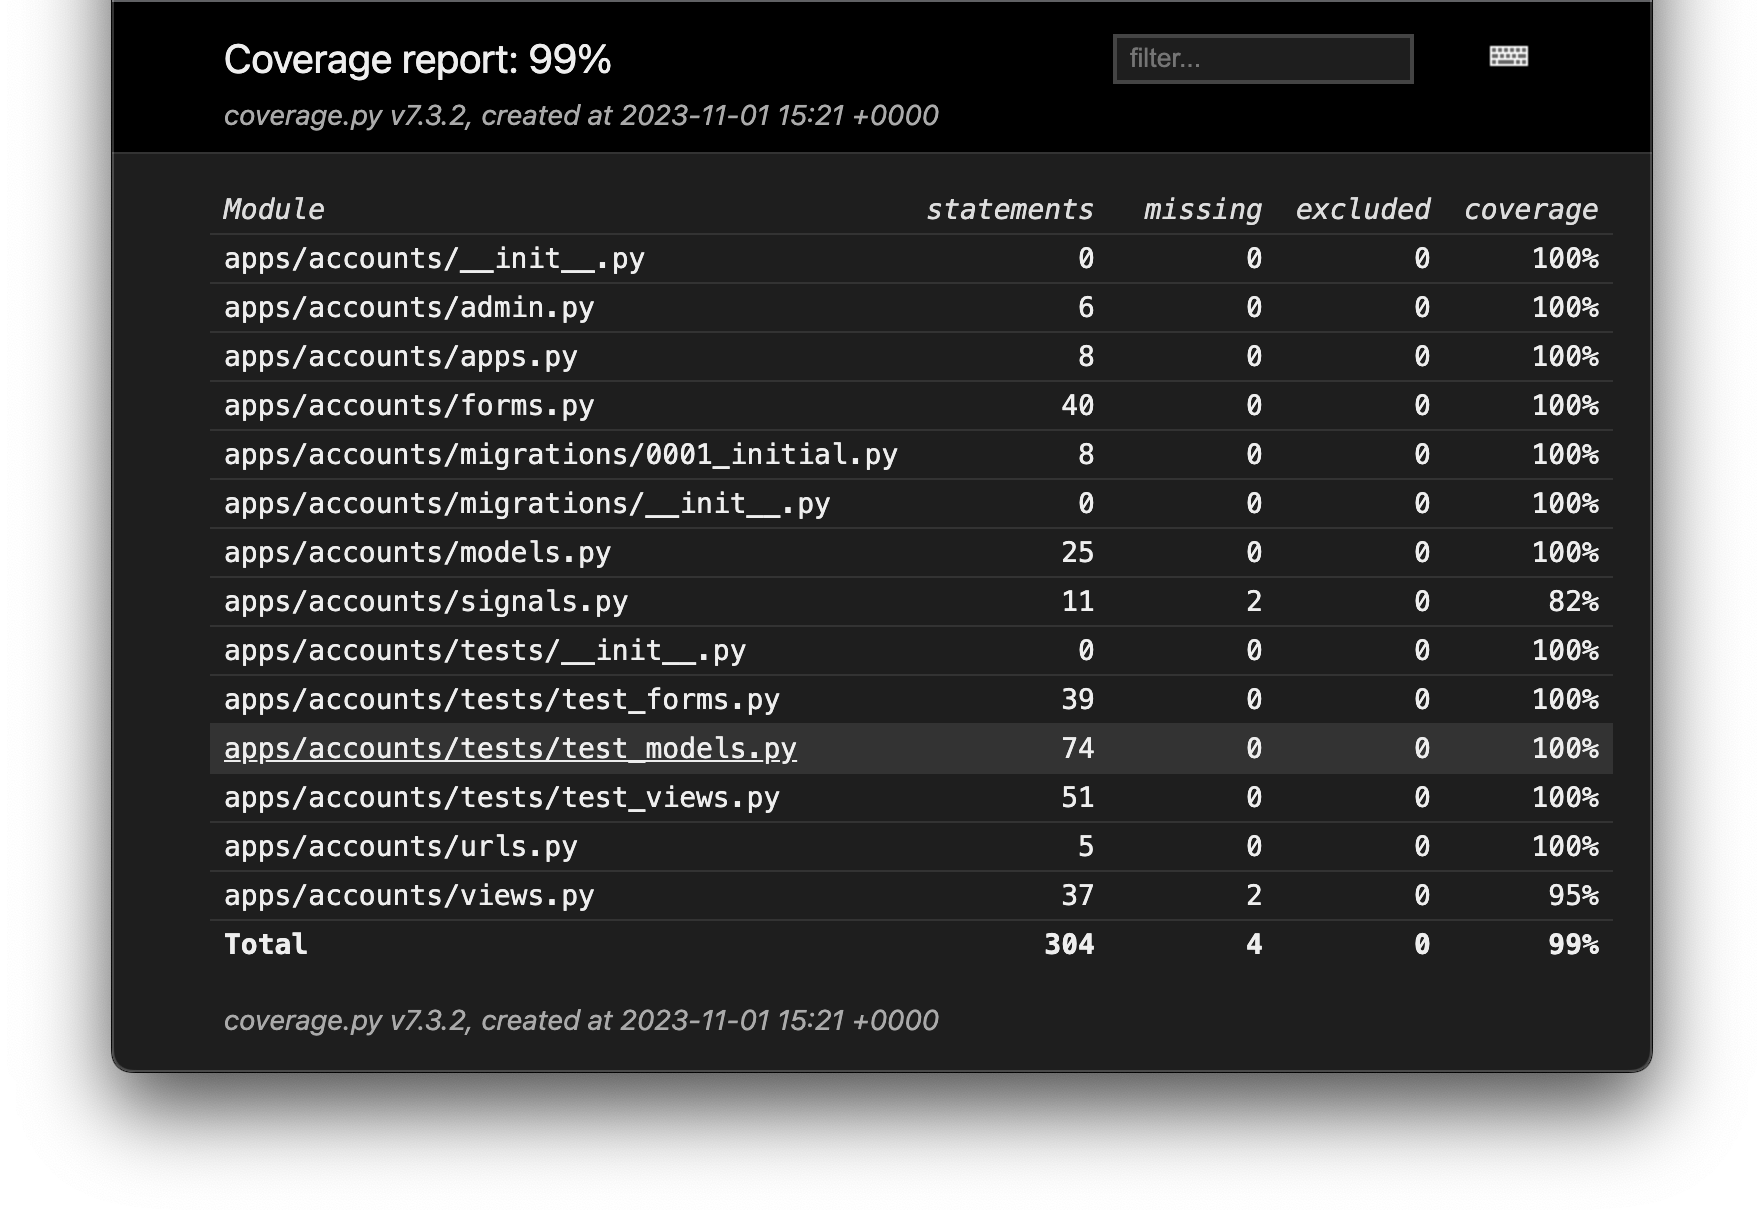 Coverage report: 99%
filter...
coverage.py v7.3.2, created at 2023-11-01 15:21 +0000
Module statements missing excluded coverage
apps/accounts/__init__.py 0 0 0 100%
apps/accounts/admin.py 6 0 0 100%
apps/accounts/apps.py 8 0 0 100%
apps/accounts/forms.py 40 0 0 100%
apps/accounts/migrations/0001_initial.py 8 0 0 100%
apps/accounts/migrations/__init__.py 0 0 0 100%
apps/accounts/models.py 25 0 0 100%
apps/accounts/signals.py 11 2 0 82%
apps/accounts/tests/__init__.py 0 0 0 100%
apps/accounts/tests/test_forms.py 39 0 0 100%
apps/accounts/tests/test_models.py 74 0 0 100%
apps/accounts/tests/test_views.py 51 0 0 100%
apps/accounts/urls.py 5 0 0 100%
apps/accounts/views.py 37 2 0 95%
Total 304 4 0 99%
coverage.py v7.3.2, created at 2023-11-01 15:21 +0000